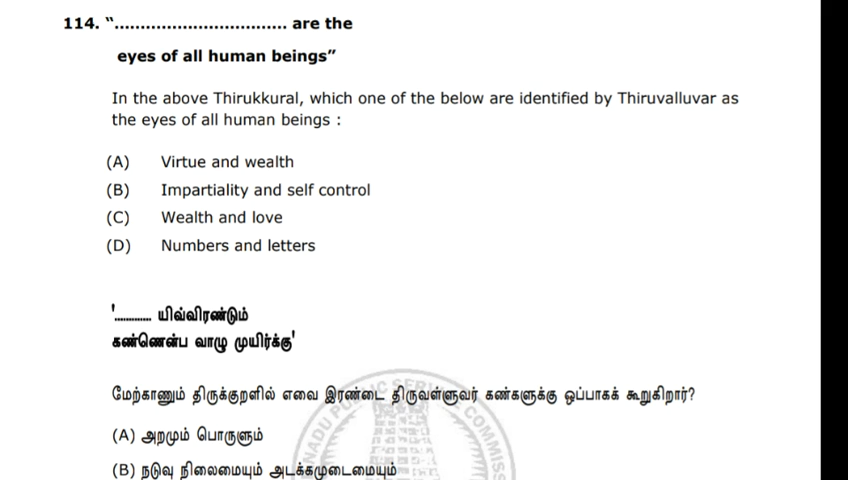 114. “................................. are the
eyes of all human beings”
In the above Thirukkural, which one of the below are identified by Thiruvalluvar as
the eyes of all human beings :
(A) Virtue and wealth
(B) Impartiality and self control
(C) Wealth and love
(D) Numbers and letters
'............ யிவ்விரண்டும்
கண்ணென்ப வாழு முயிர்க்கு'
மேற்காணும் திருக்குறளில் எவை இரண்டை திருவள்ளுவர் கண்களுக்கு ஒப்பாகக் கூறுகிறார்?
(A) அறமும் பொருளும்
(B) நடுவு நிலைமையும் அடக்கமுடைமையும்